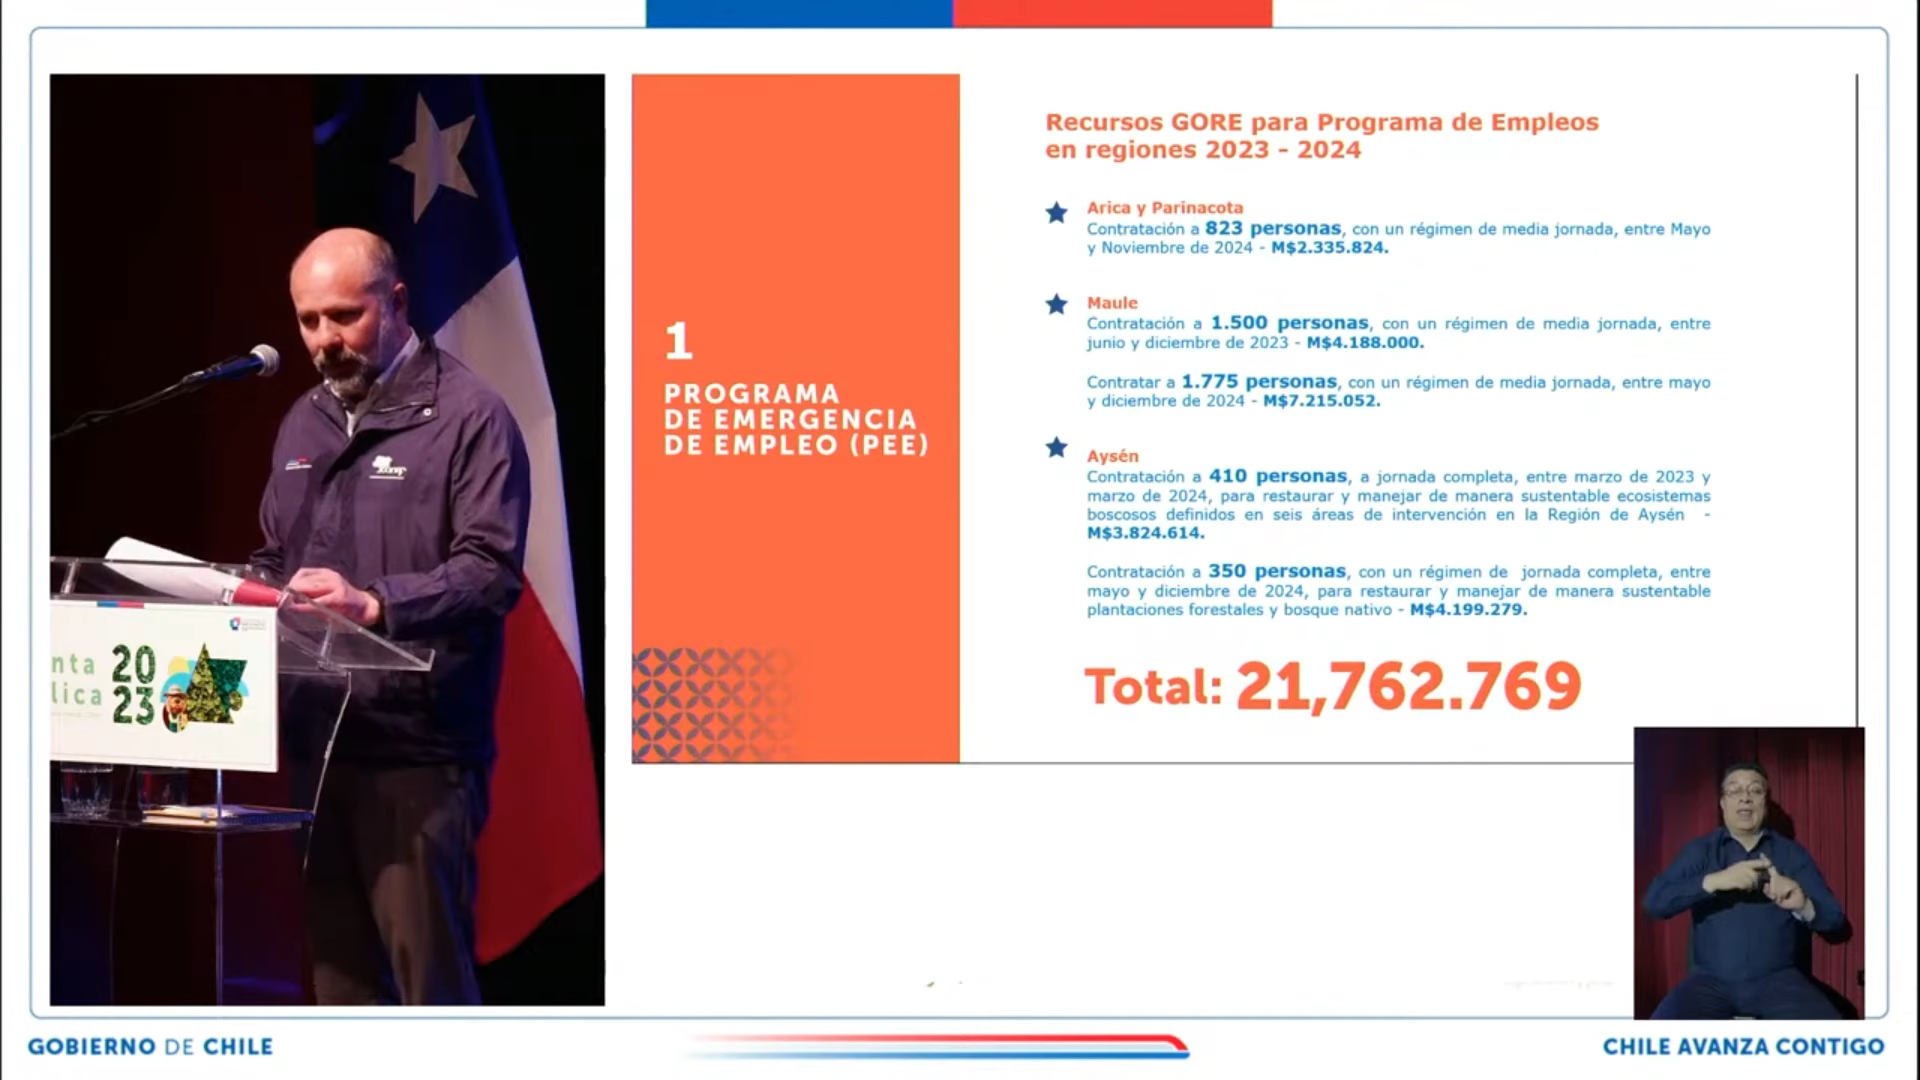 1
PROGRAMA
DE EMERGENCIA
DE EMPLEO (PEE)
Recursos GORE para Programa de Empleos
en regiones 2023 - 2024
Arica y Parinacota
Contratación a 823 personas, con un régimen de media jornada, entre Mayo
y Noviembre de 2024 - M$2.335.824.
Maule
Contratación a 1.500 personas, con un régimen de media jornada, entre
junio y diciembre de 2023 - M$4.188.000.
Contratar a 1.775 personas, con un régimen de media jornada, entre mayo
y diciembre de 2024 - M$7.215.052.
Aysén
Contratación a 410 personas, a jornada completa, entre marzo de 2023 y
marzo de 2024, para restaurar y manejar de manera sustentable ecosistemas
boscosos definidos en seis áreas de intervención en la Región de Aysén -
M$3.824.614.
Contratación a 350 personas, con un régimen de jornada completa, entre
mayo y diciembre de 2024, para restaurar y manejar de manera sustentable
plantaciones forestales y bosque nativo - M$4.199.279.
Total: 21,762.769
nta
lica
20
23
GOBIERNO DE CHILE
CHILE AVANZA CONTIGO